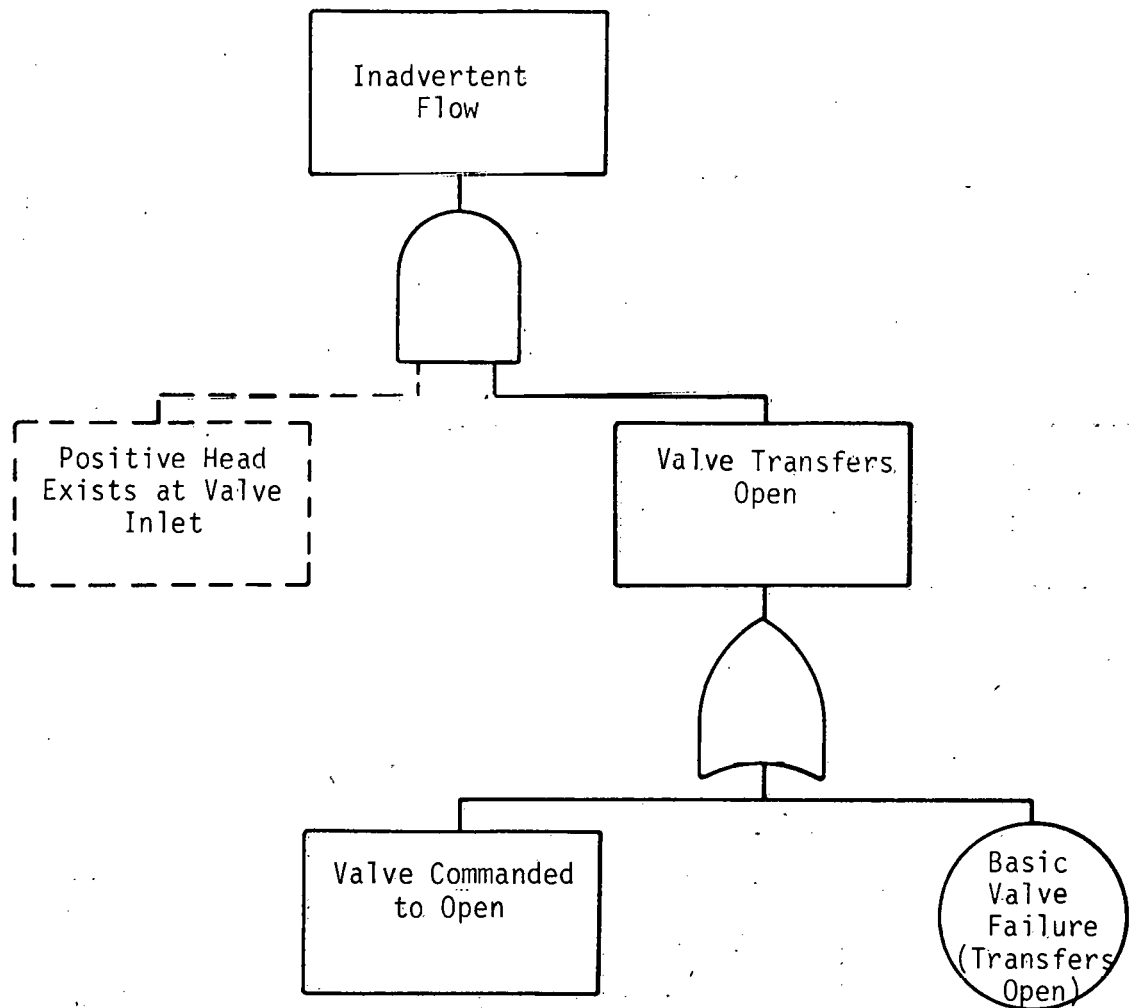 Inadvertent
Flow
Positive Head
Exists at Valve
Inlet
Valve Transfers
Open
Valve Commanded
to Open
Basic
Valve
Failure
(Transfers
Open)